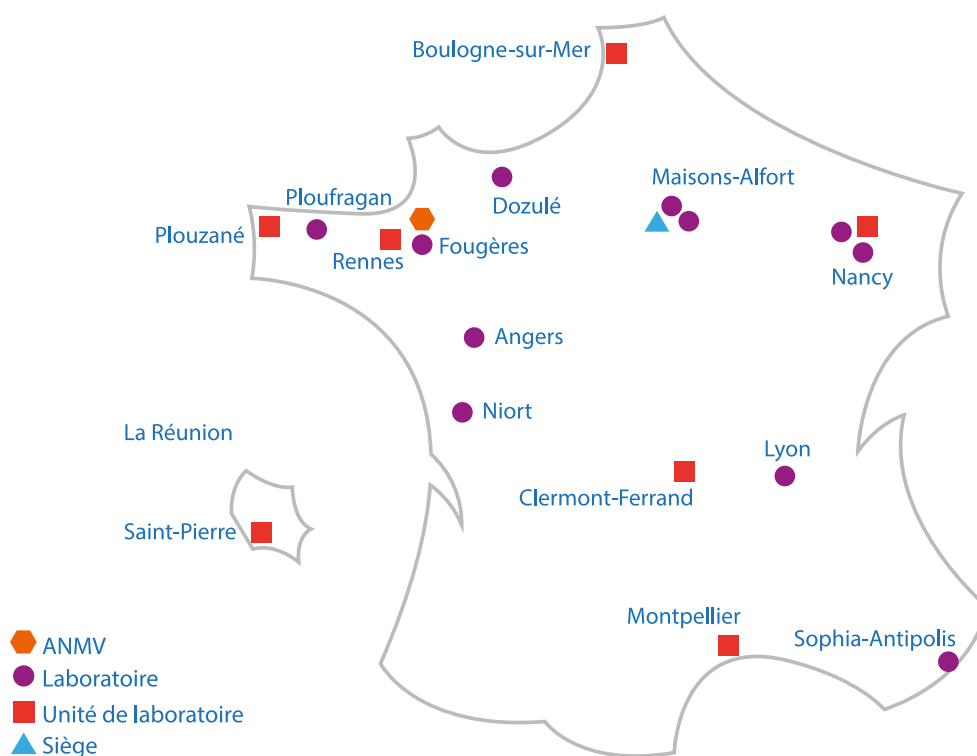 Boulogne-sur-Mer
Maisons-Alfort
Ploufragan
Dozulé
Plouzané
Rennes
Fougères
Nancy
Angers
Niort
La Réunion
Lyon
Clermont-Ferrand
Saint-Pierre
Montpellier
Sophia-Antipolis
ANMV
Laboratoire
Unité de laboratoire
Siège